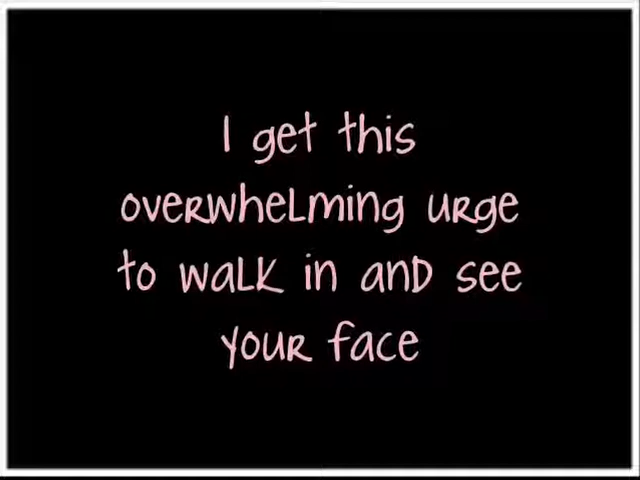 I get this
overwhelming urge
to walk in and see
your face